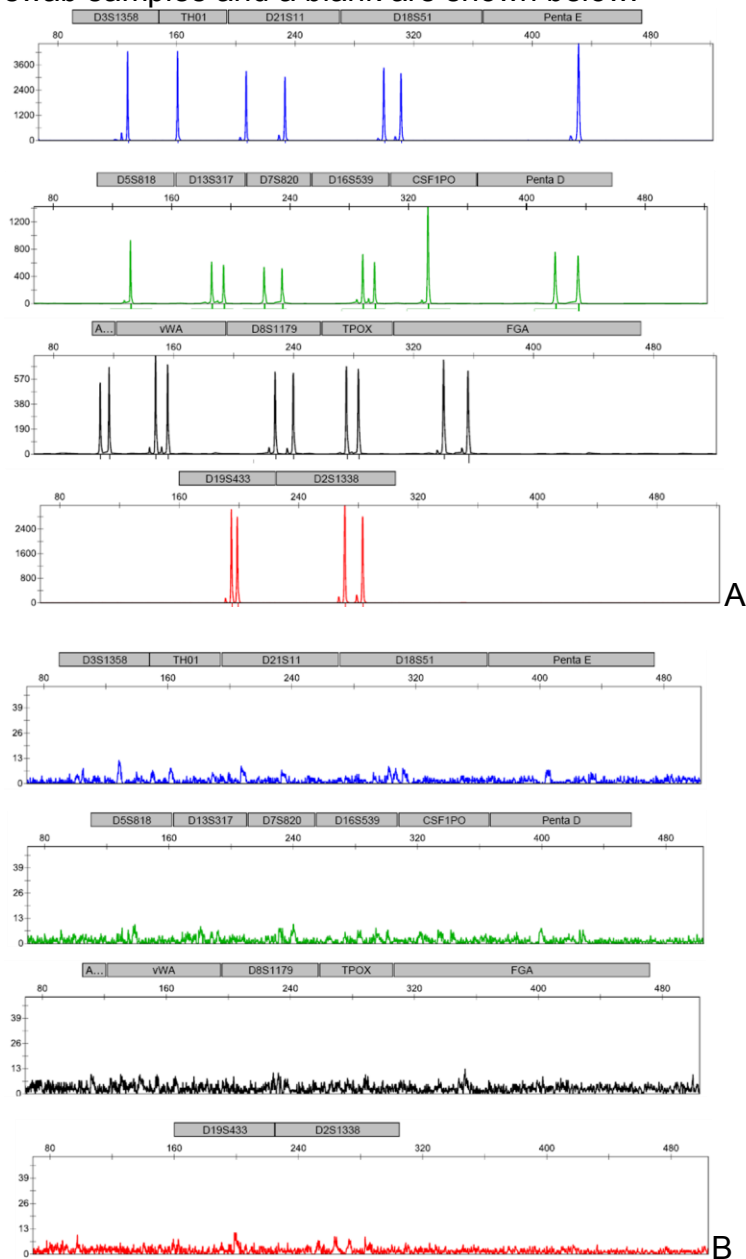 swab samples and a blank are shown below.
D3S1358 TH01 D21S11 D18S51 Penta E
80 160 240 320 400 480
3600
2400
1200
0
D5S818 D13S317 D7S820 D16S539 CSF1PO Penta D
80 160 240 320 400 480
1200
800
400
0
A... vWA D8S1179 TPOX FGA
80 160 240 320 400 480
570
380
190
0
D19S433 D2S1338
80 160 240 320 400 480
2400
1600
800
0
A
D3S1358 TH01 D21S11 D18S51 Penta E
80 160 240 320 400 480
39
26
13
0
D5S818 D13S317 D7S820 D16S539 CSF1PO Penta D
80 160 240 320 400 480
39
26
13
0
A... vWA D8S1179 TPOX FGA
80 160 240 320 400 480
39
26
13
0
D19S433 D2S1338
80 160 240 320 400 480
39
26
13
0
B